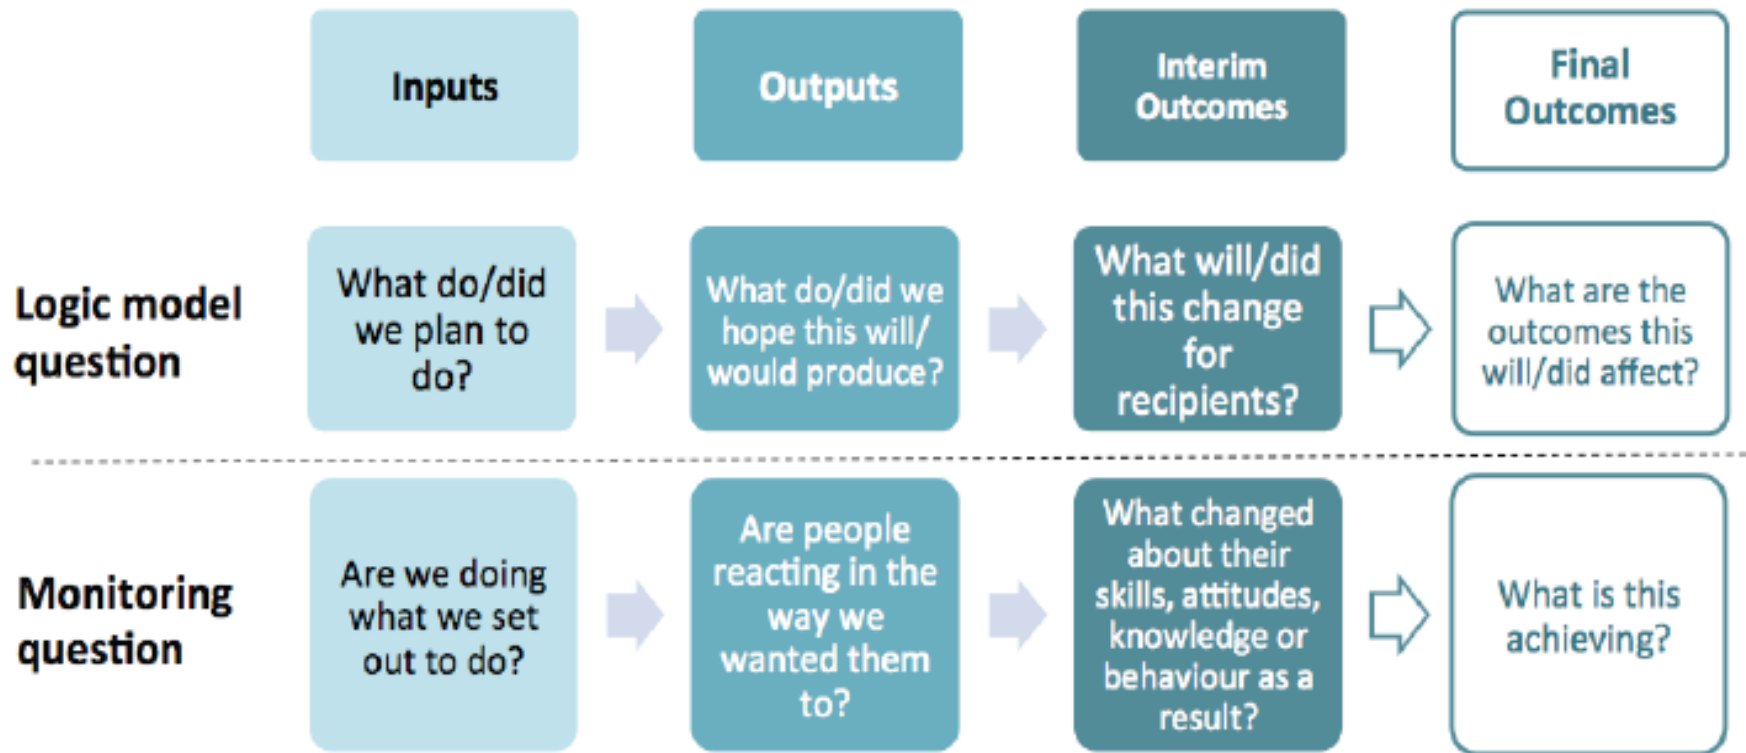 Inputs
Outputs
Interim
Outcomes
Final
Outcomes
Logic model
question
What do/did
we plan to
do?
What do/did we
hope this will/
would produce?
What will/did
this change
for
recipients?
What are the
outcomes this
will/did affect?
Monitoring
question
Are we doing
what we set
out to do?
Are people
reacting in the
way we
wanted them
to?
What changed
about their
skills, attitudes,
knowledge or
behaviour as a
result?
What is this
achieving?